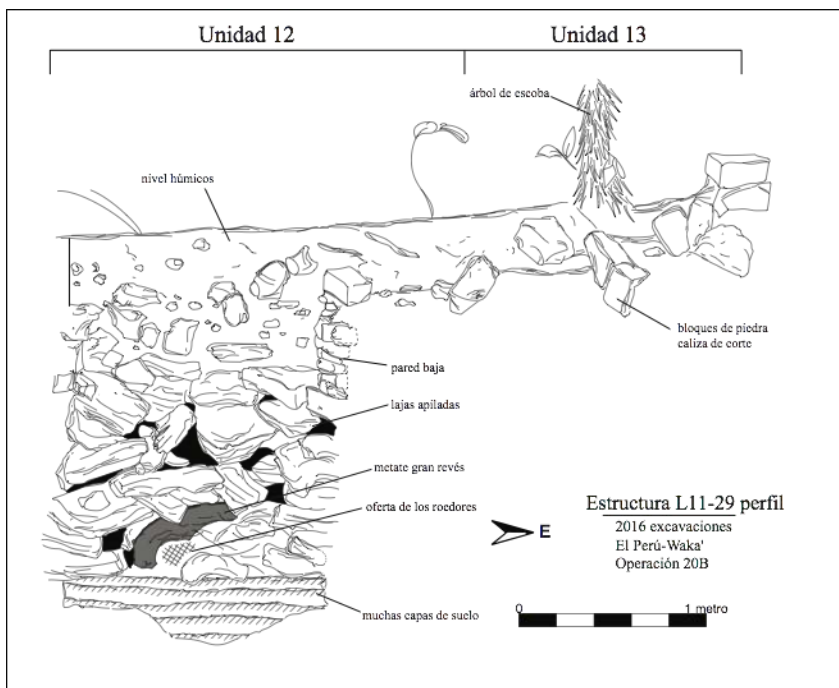 Unidad 12
Unidad 13
árbol de escoba
nivel húmicos
bloques de piedra
caliza de corte
pared baja
lajas apiladas
metate gran revés
oferta de los roedores
Estructura L11-29 perfil
2016 excavaciones
E
El Perú-Waka'
Operación 20B
0
1 metro
muchas capas de suelo